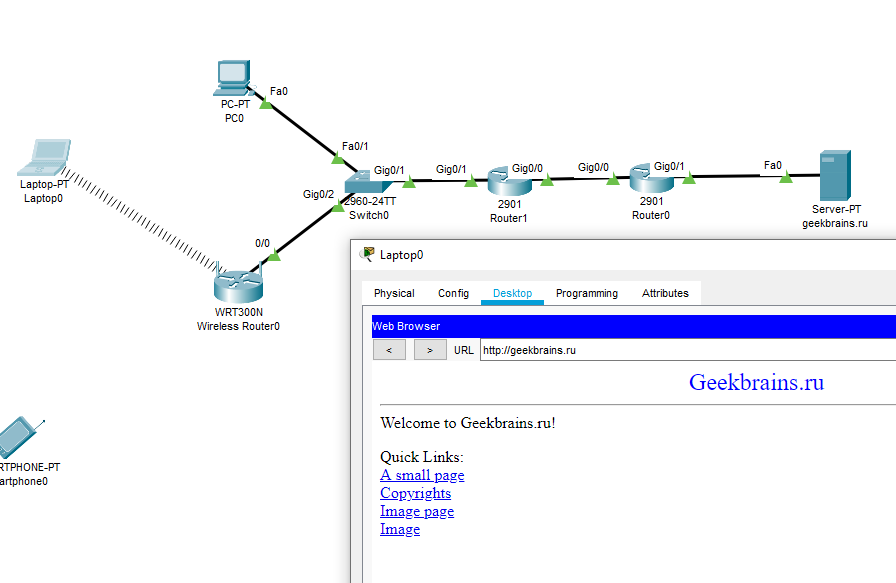 Fa0
PC-PT
PC0
Fa0/1
Laptop-PT
Laptop0
Gig0/1
Gig0/1
Gig0/0
Gig0/0
Gig0/1
Fa0
Gig0/2
2960-24TT
Switch0
2901
Router1
2901
Router0
Server-PT
geekbrains.ru
0/0
WRT300N
Wireless Router0
RTPHONE-PT
artphone0
Laptop0
Physical Config Desktop Programming Attributes
Web Browser
< > URL http://geekbrains.ru
Geekbrains.ru
Welcome to Geekbrains.ru!
Quick Links:
A small page
Copyrights
Image page
Image